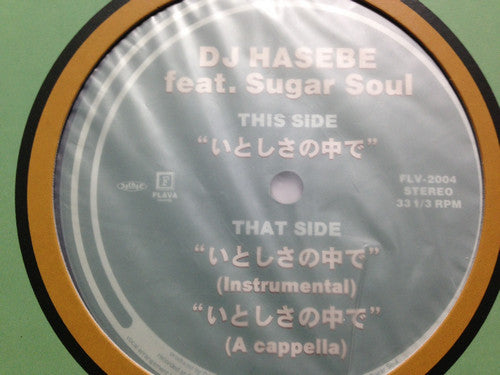 DJ HASEBE
feat. Sugar Soul
THIS SIDE
“いとしさの中で”
FLV-2004
STEREO
33 1/3 RPM
FLAVA
THAT SIDE
“いとしさの中で”
(Instrumental)
“いとしさの中で”
(A cappella)